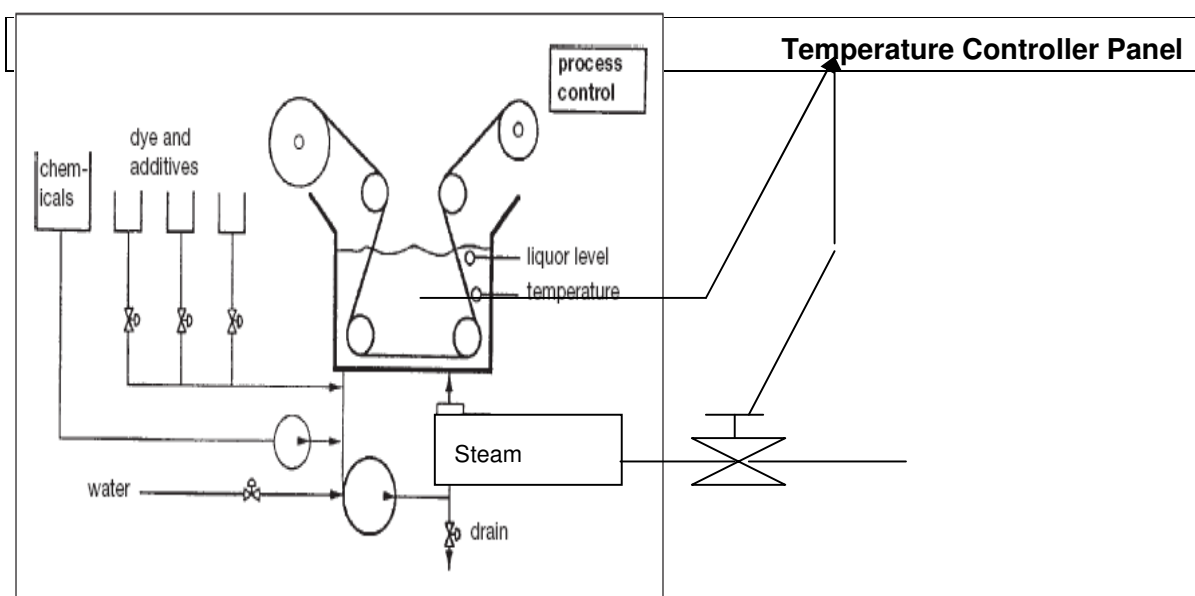 Temperature Controller Panel
process
control
dye and
additives
chem-
icals
liquor level
temperature
Steam
water
drain